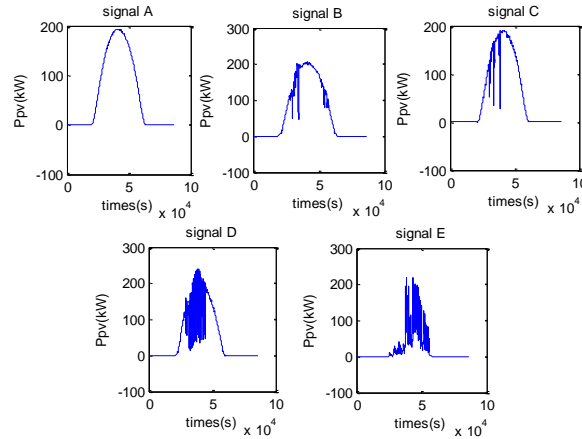 signal A
signal B
signal C
Ppv(kW)
200
100
0
-100
0
5
10
times(s)
x 10^4
Ppv(kW)
300
200
100
0
-100
0
5
10
times(s)
x 10^4
Ppv(kW)
200
100
0
-100
0
5
10
times(s)
x 10^4
signal D
signal E
Ppv(kW)
300
200
100
0
-100
0
5
10
times(s)
x 10^4
Ppv(kW)
300
200
100
0
-100
0
5
10
times(s)
x 10^4